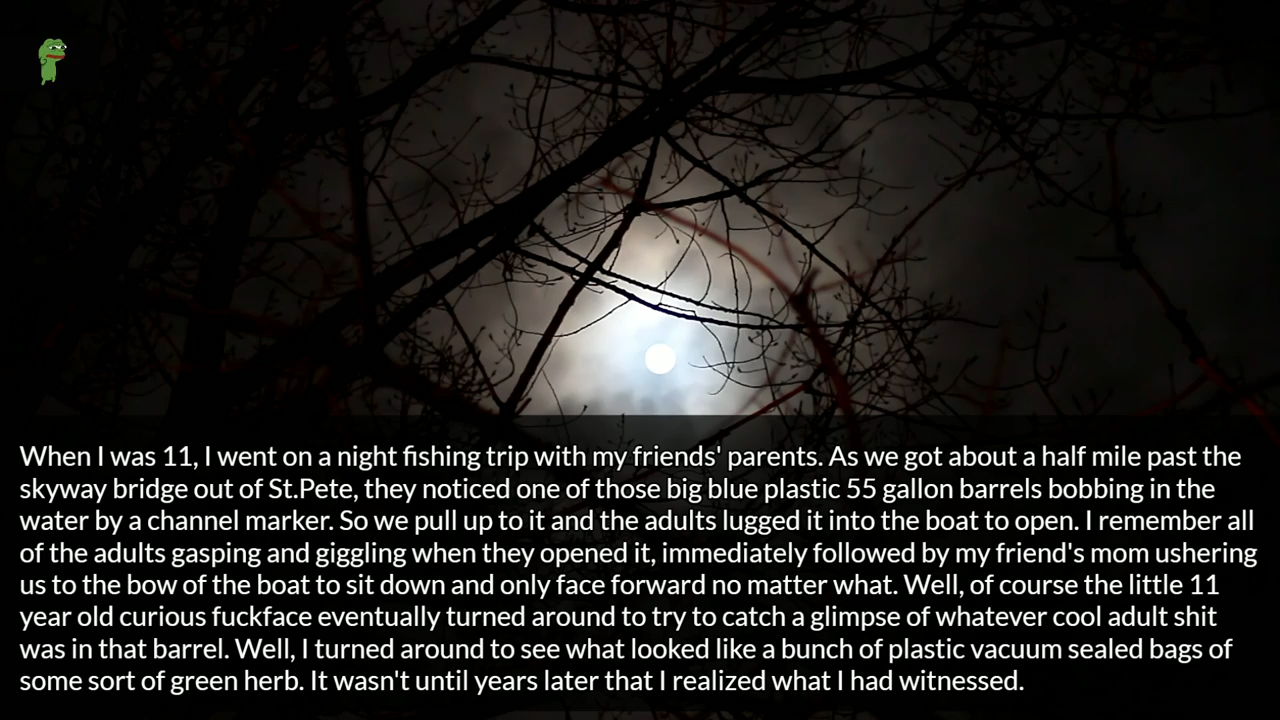 When I was 11, I went on a night fishing trip with my friends' parents. As we got about a half mile past the
skyway bridge out of St.Pete, they noticed one of those big blue plastic 55 gallon barrels bobbing in the
water by a channel marker. So we pull up to it and the adults lugged it into the boat to open. I remember all
of the adults gasping and giggling when they opened it, immediately followed by my friend's mom ushering
us to the bow of the boat to sit down and only face forward no matter what. Well, of course the little 11
year old curious fuckface eventually turned around to try to catch a glimpse of whatever cool adult shit
was in that barrel. Well, I turned around to see what looked like a bunch of plastic vacuum sealed bags of
some sort of green herb. It wasn't until years later that I realized what I had witnessed.